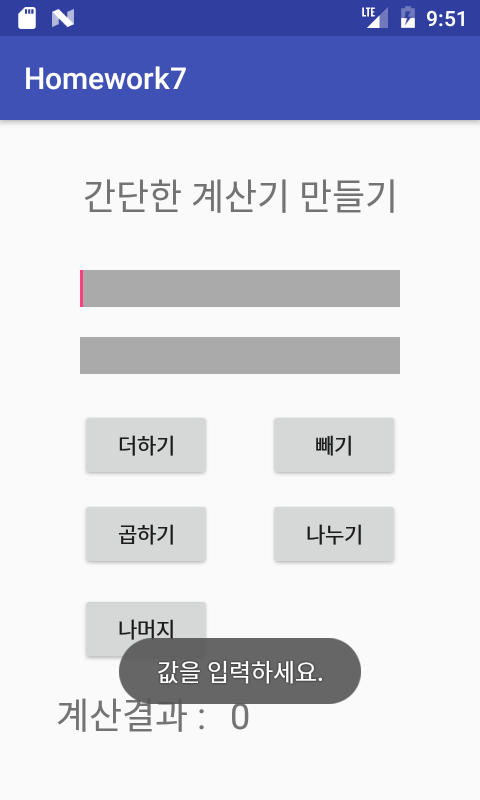 LTE 9:51
Homework7
간단한 계산기 만들기
더하기 빼기
곱하기 나누기
나머지
값을 입력하세요.
계산결과 : 0